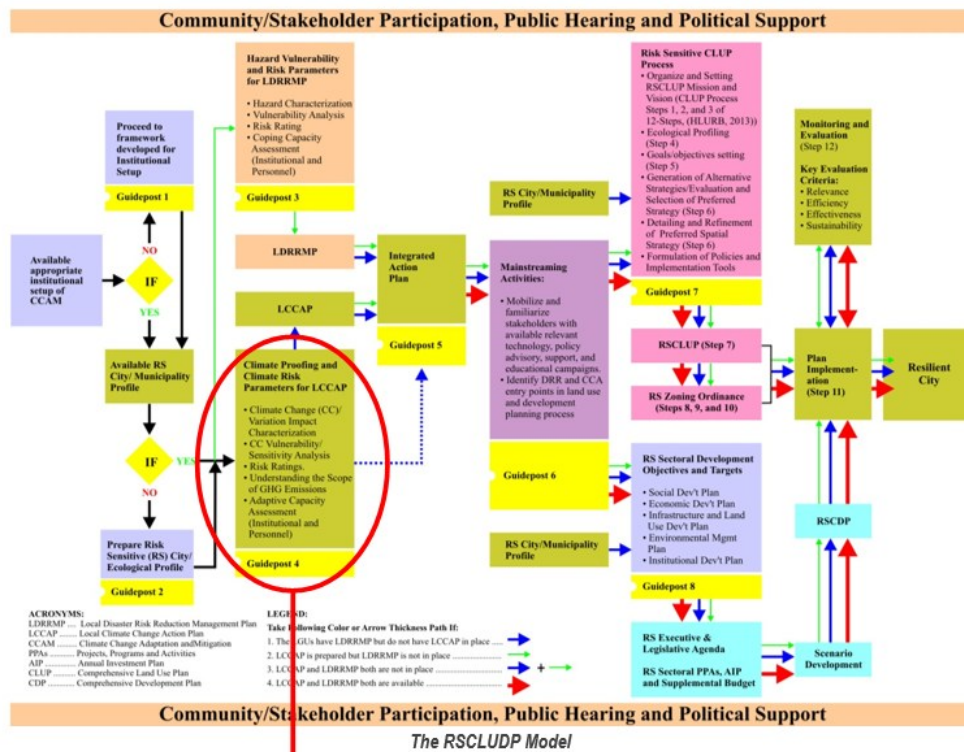 Community/Stakeholder Participation, Public Hearing and Political Support
Proceed to
framework developed for
Institutional
Setup
Guidepost 1
NO
IF
YES
Available
appropriate
institutional
setup of
CCAM
Available RS
City/ Municipality
Profile
IF
YES
NO
Prepare Risk
Sensitive (RS) City/
Ecological Profile
Guidepost 2
Hazard Vulnerability
and Risk Parameters
for LDRRMP
• Hazard Characterization
• Vulnerability Analysis
• Risk Rating
• Coping Capacity
Assessment
(Institutional and
Personnel)
Guidepost 3
LDRRMP
LCCAP
Climate Proofing and
Climate Risk
Parameters for LCCAP
• Climate Change (CC)/
Variation Impact
Characterization
• CC Vulnerability/
Sensitivity Analysis
• Risk Ratings.
• Understanding the Scope
of GHG Emissions
• Adaptive Capacity
Assessment
(Institutional and
Personnel)
Guidepost 4
Integrated
Action
Plan
Guidepost 5
RS City/Municipality
Profile
Mainstreaming
Activities:
• Mobilize and
familiarize
stakeholders with
available relevant
technology, policy
advisory, support, and
educational campaigns.
• Identify DRR and CCA
entry points in land use
and development
planning process
Guidepost 6
RS City/Municipality
Profile
Risk Sensitive CLUP
Process
• Organize and Setting
RSCLUP Mission and
Vision (CLUP Process
Steps 1, 2, and 3 of
12-Steps, (HLURB, 2013))
• Ecological Profiling
(Step 4)
• Goals/objectives setting
(Step 5)
• Generation of Alternative
Strategies/Evaluation and
Selection of Preferred
Strategy (Step 6)
• Detailing and Refinement
of Preferred Spatial
Strategy (Step 6)
• Formulation of Policies and
Implementation Tools
Guidepost 7
RSCLUP (Step 7)
RS Zoning Ordinance
(Steps 8, 9, and 10)
RS Sectoral Development
Objectives and Targets
• Social Dev't Plan
• Economic Dev't Plan
• Infrastructure and Land
Use Dev't Plan
• Environmental Mgmt
Plan
• Institutional Dev't Plan
Guidepost 8
RS Executive &
Legislative Agenda
RS Sectoral PPAs, AIP
and Supplemental Budget
Monitoring and
Evaluation
(Step 12)
Key Evaluation
Criteria:
• Relevance
• Efficiency
• Effectiveness
• Sustainability
Plan
Implement-
ation
(Step 11)
Resilient
City
RSCDP
Scenario
Development
ACRONYMS:
LDRRMP .... Local Disaster Risk Reduction Management Plan
LCCAP ........ Local Climate Change Action Plan
CCAM ......... Climate Change Adaptation andMitigation
PPAs ............ Projects, Programs and Activities
AIP ............... Annual Investment Plan
CLUP ........... Comprehensive Land Use Plan
CDP ............. Comprehensive Development Plan
LEGEND:
Take Following Color or Arrow Thickness Path If:
1. The LGUs have LDRRMP but do not have LCCAP in place .....
2. LCCAP is prepared but LDRRMP is not in place ................
3. LCCAP and LDRRMP both are not in place ................ +
4. LCCAP and LDRRMP both are available ................
Community/Stakeholder Participation, Public Hearing and Political Support
The RSCLUDP Model